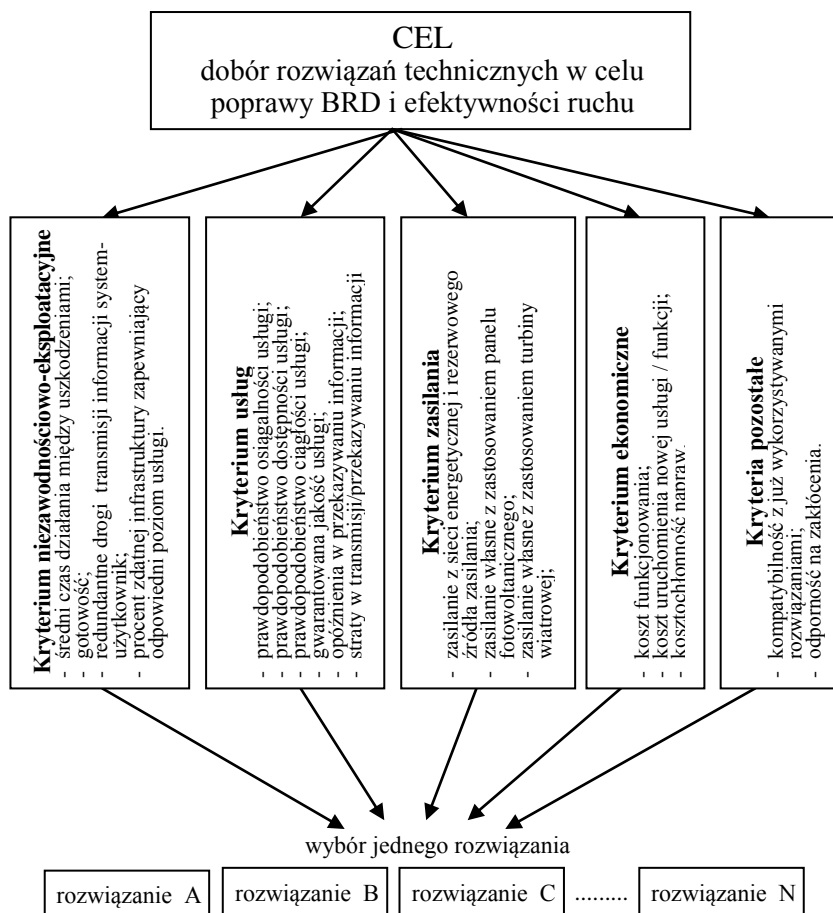 CEL
dobór rozwiązań technicznych w celu
poprawy BRD i efektywności ruchu
Kryterium niezawodnościowo-eksploatacyjne
- średni czas działania między uszkodzeniami;
- gotowość;
- redundantne drogi transmisji informacji system-
użytkownik;
- procent zdatnej infrastruktury zapewniający
odpowiedni poziom usługi.
Kryterium usług
- prawdopodobieństwo osiągalności usługi;
- prawdopodobieństwo dostępności usługi;
- prawdopodobieństwo ciągłości usługi;
- gwarantowana jakość usługi;
- opóźnienia w przekazywaniu informacji;
- straty w transmisji/przekazywaniu informacji
Kryterium zasilania
- zasilanie z sieci energetycznej i rezerwowego
źródła zasilania;
- zasilanie własne z zastosowaniem panelu
fotowoltanicznego;
- zasilanie własne z zastosowaniem turbiny
wiatrowej;
Kryterium ekonomiczne
- koszt funkcjonowania;
- koszt uruchomienia nowej usługi / funkcji;
- kosztochłonność napraw.
Kryteria pozostałe
- kompatybilność z już wykorzystywanymi
rozwiązaniami;
- odporność na zakłócenia.
wybór jednego rozwiązania
rozwiązanie A
rozwiązanie B
rozwiązanie C
.........
rozwiązanie N